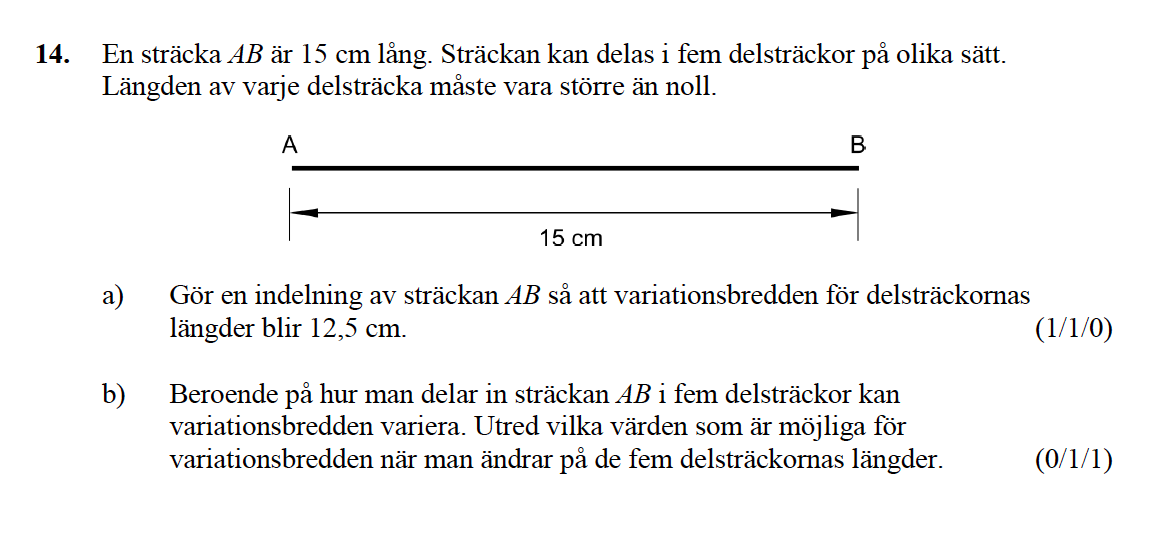 14. En sträcka AB är 15 cm lång. Sträckan kan delas i fem delsträckor på olika sätt.
Längden av varje delsträcka måste vara större än noll.
A B
15 cm
a) Gör en indelning av sträckan AB så att variationsbredden för delsträckornas
längder blir 12,5 cm. (1/1/0)
b) Beroende på hur man delar in sträckan AB i fem delsträckor kan
variationsbredden variera. Utred vilka värden som är möjliga för
variationsbredden när man ändrar på de fem delsträckornas längder. (0/1/1)